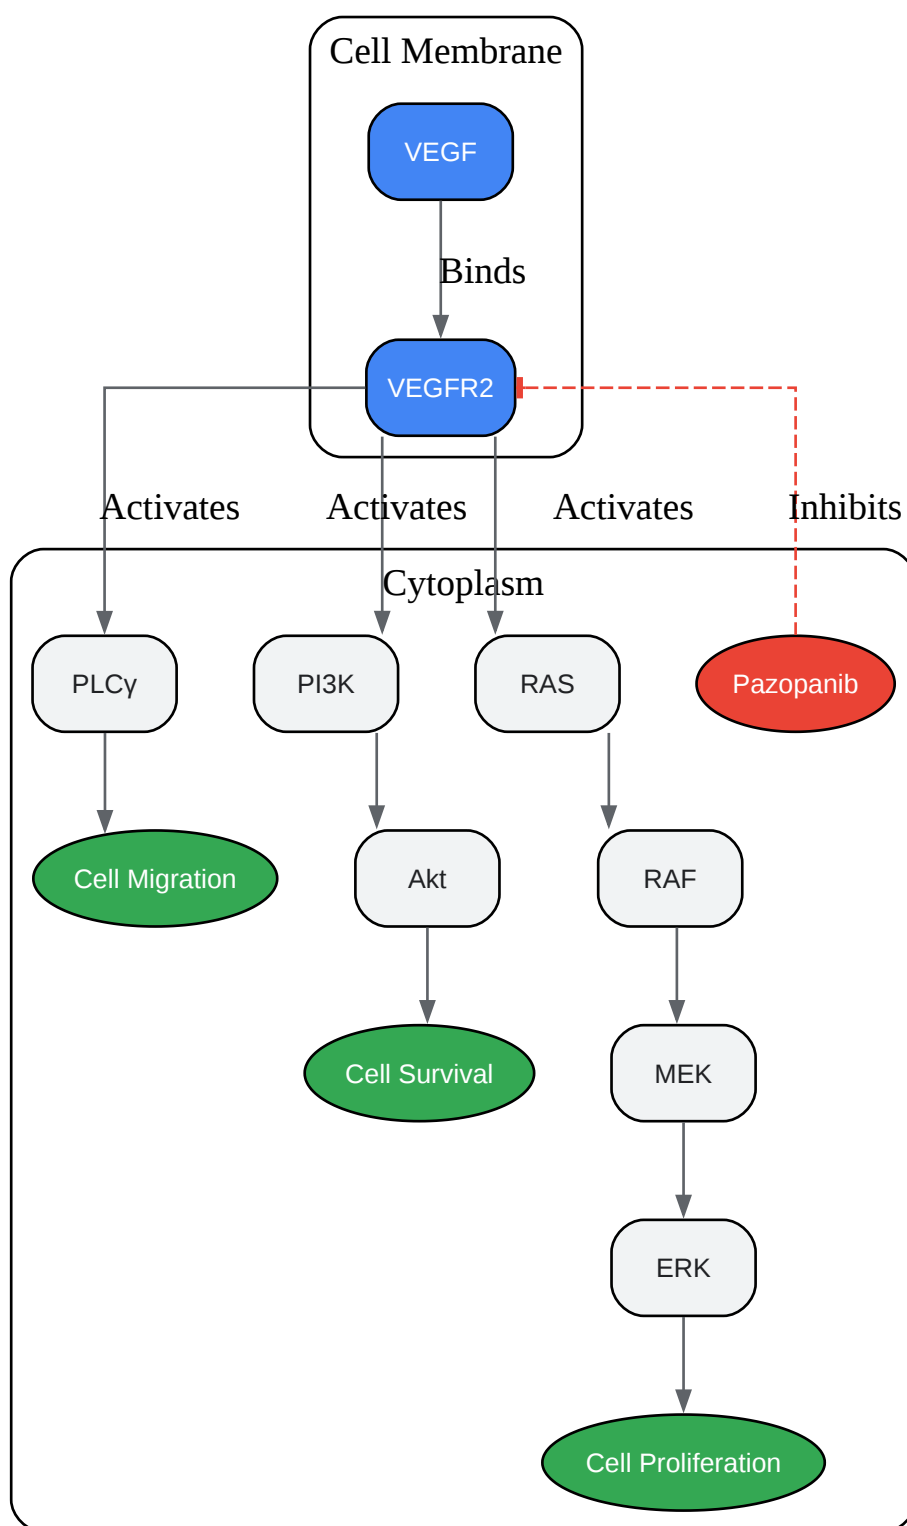 Cell Membrane
VEGF
Binds
VEGFR2
Activates
Activates
Activates
Inhibits
Cytoplasm
PLCγ
PI3K
RAS
Pazopanib
Cell Migration
Akt
RAF
Cell Survival
MEK
ERK
Cell Proliferation